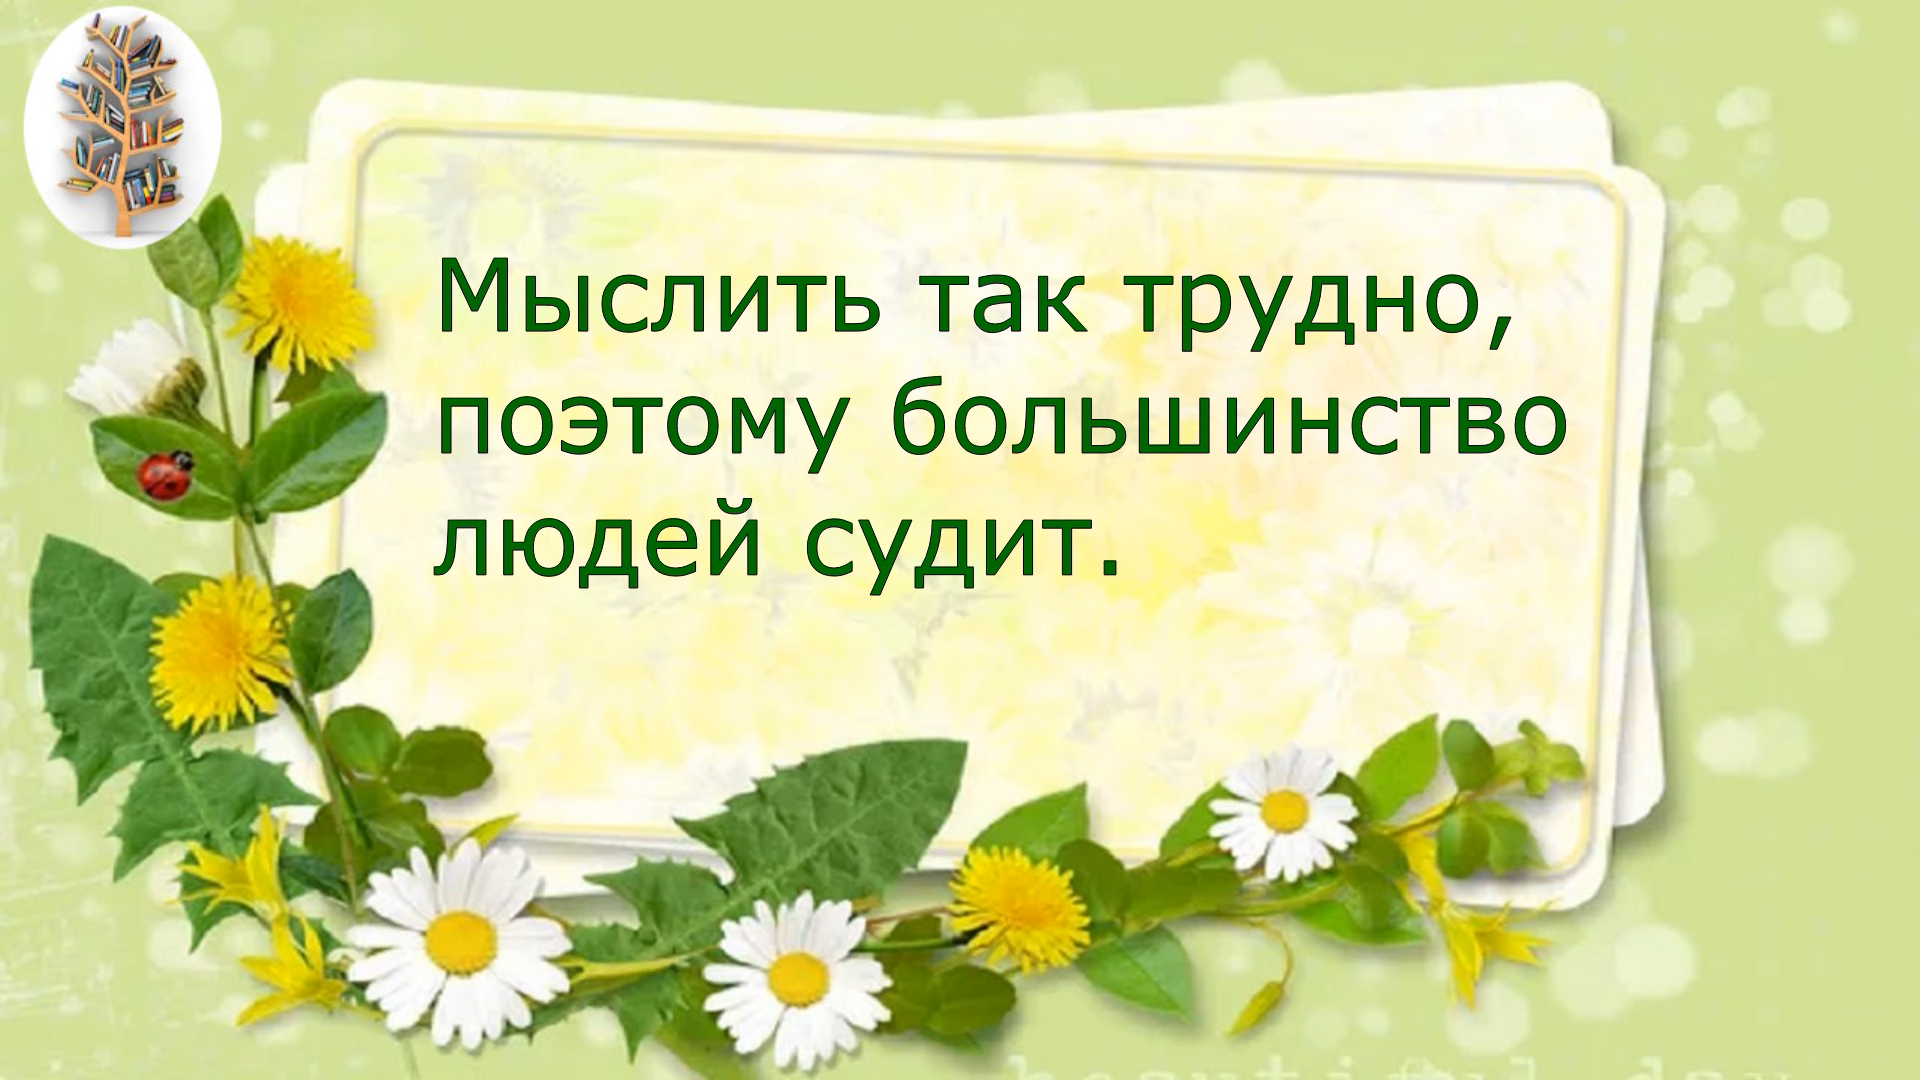 Мыслить так трудно,
поэтому большинство
людей судит.